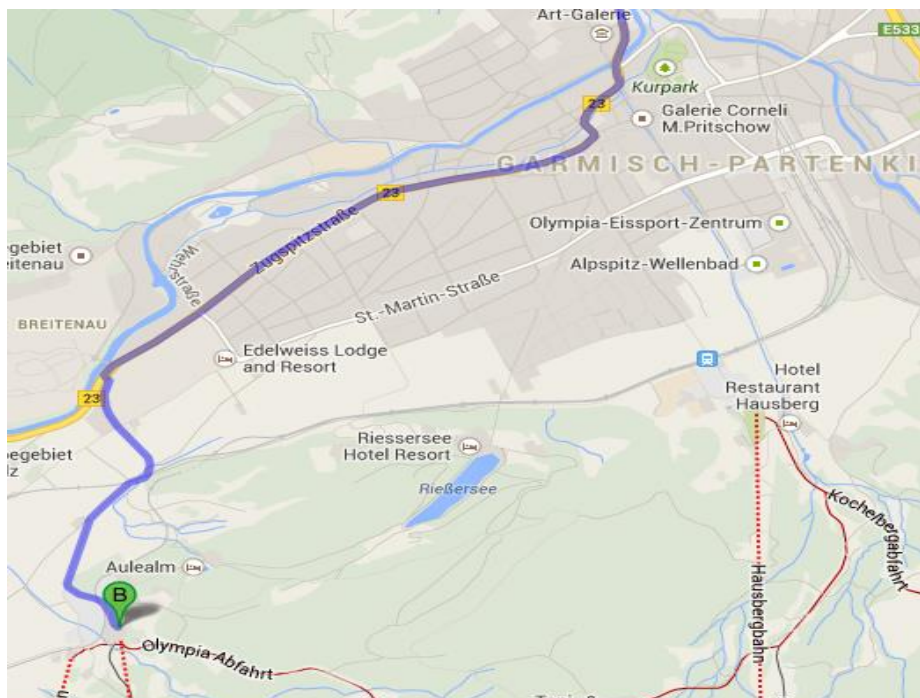 Art-Galerie
E533
Kurpark
23
Galerie Corneli
M.Pritschow
GARMISCH-PARTENKI
23
Zugspitzstraße
Wehrstraße
Olympia-Eissport-Zentrum
Alpspitz-Wellenbad
egebiet
eitenau
St.-Martin-Straße
BREITENAU
Edelweiss Lodge
and Resort
23
Hotel
Restaurant
Hausberg
Riessersee
Hotel Resort
egebiet
lz
Rießersee
Kochelbergabfahrt
Aulealm
B
Hausbergbahn
Olympia-Abfahrt